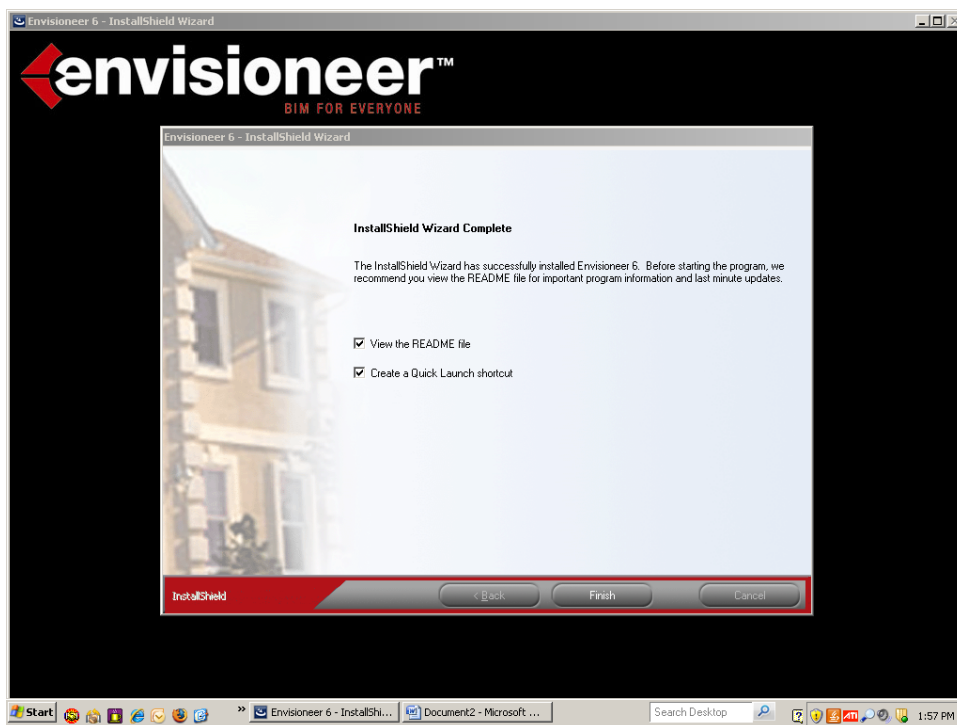 Envisioneer 6 - InstallShield Wizard
envisioneer™
BIM FOR EVERYONE
Envisioneer 6 - InstallShield Wizard
InstallShield Wizard Complete
The InstallShield Wizard has successfully installed Envisioneer 6. Before starting the program, we
recommend you view the README file for important program information and last minute updates.
View the README file
Create a Quick Launch shortcut
InstallShield
< Back
Finish
Cancel
Start
»
Envisioneer 6 - InstallShi...
Document2 - Microsoft ...
Search Desktop
ATI
1:57 PM